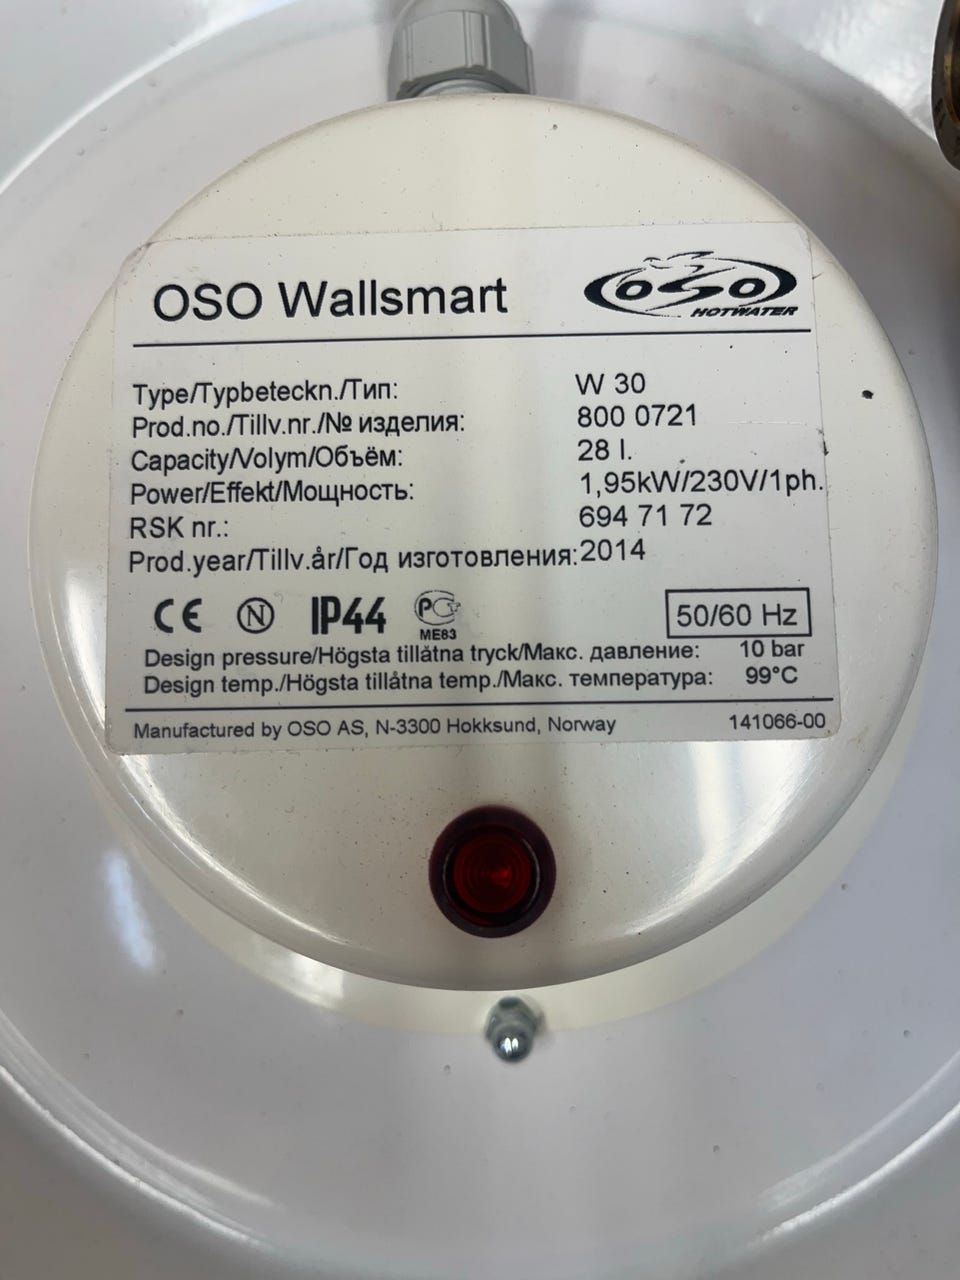 OSO Wallsmart
OSO
HOTWATER
Type/Typbeteckn./Тип: W 30
Prod.no./Tillv.nr./№ изделия: 800 0721
Capacity/Volym/Объём: 28 l.
Power/Effekt/Мощность: 1,95kW/230V/1ph.
RSK nr.: 694 71 72
Prod.year/Tillv.år/Год изготовления: 2014
CE N IP44 PC
ME83
50/60 Hz
Design pressure/Högsta tillåtna tryck/Макс. давление: 10 bar
Design temp./Högsta tillåtna temp./Макс. температура: 99°C
Manufactured by OSO AS, N-3300 Hokksund, Norway 141066-00